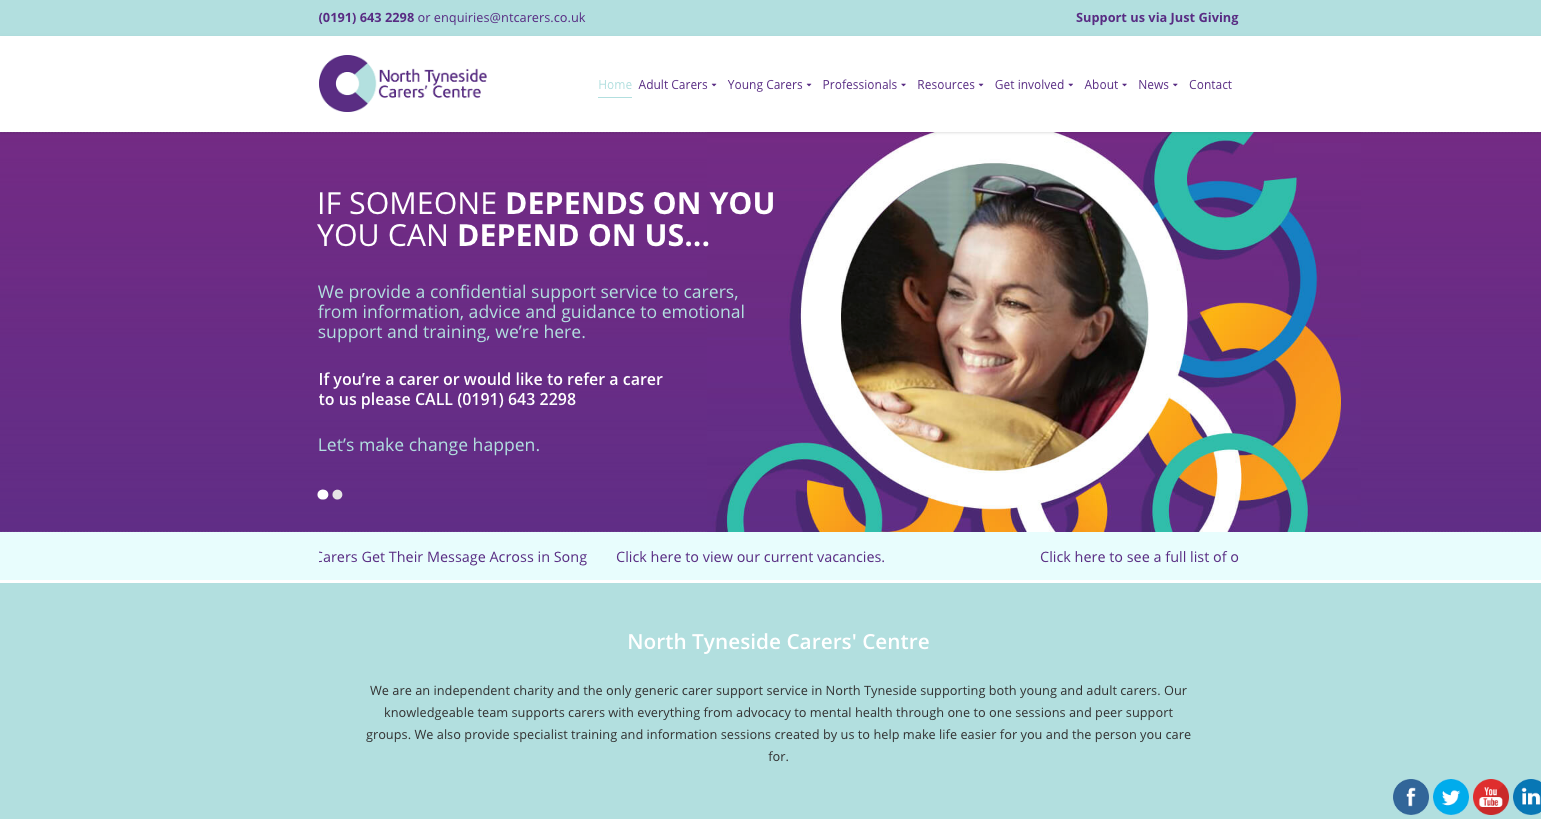 (0191) 643 2298 or enquiries@ntcarers.co.uk
Support us via Just Giving
North Tyneside
Carers' Centre
Home Adult Carers Young Carers Professionals Resources Get involved About News Contact
IF SOMEONE DEPENDS ON YOU
YOU CAN DEPEND ON US...
We provide a confidential support service to carers,
from information, advice and guidance to emotional
support and training, we're here.
If you're a carer or would like to refer a carer
to us please CALL (0191) 643 2298
Let's make change happen.
Carers Get Their Message Across in Song
Click here to view our current vacancies.
Click here to see a full list of o
North Tyneside Carers' Centre
We are an independent charity and the only generic carer support service in North Tyneside supporting both young and adult carers. Our
knowledgeable team supports carers with everything from advocacy to mental health through one to one sessions and peer support
groups. We also provide specialist training and information sessions created by us to help make life easier for you and the person you care
for.
f
You
Tube
in